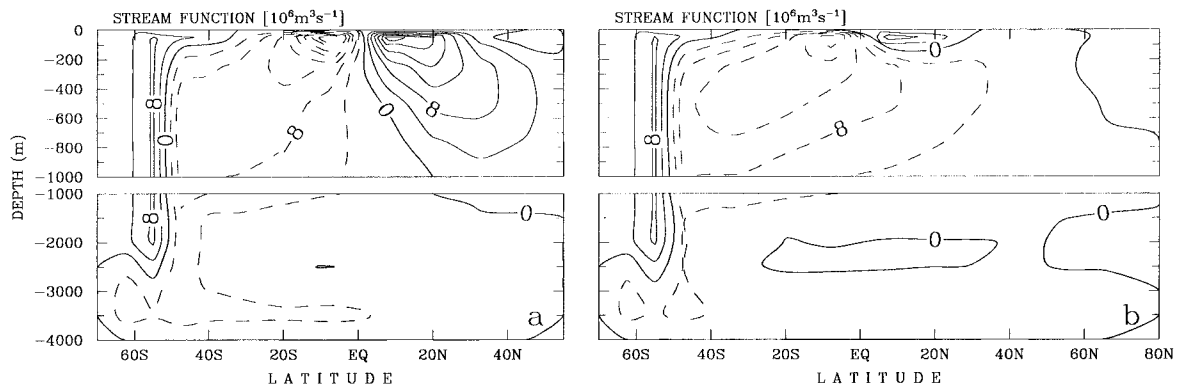 STREAM FUNCTION [10⁶m³s⁻¹]
0
-200
-400
-600
-800
-1000
8
0
8
0
8
-1000
-2000
-3000
-4000
8
0
a
60S 40S 20S EQ 20N 40N
LATITUDE
DEPTH (m)
STREAM FUNCTION [10⁶m³s⁻¹]
8
8
0
0
0
b
60S 40S 20S EQ 20N 40N 60N 80N
LATITUDE